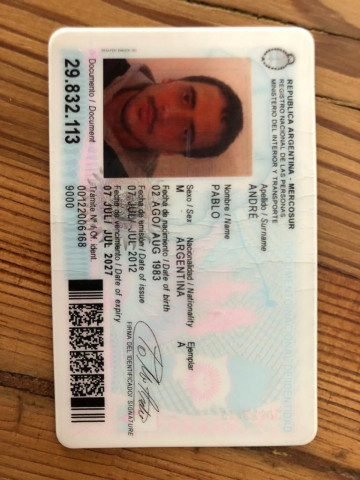 REPUBLICA ARGENTINA - MERCOSUR
REGISTRO NACIONAL DE LAS PERSONAS
MINISTERIO DEL INTERIOR Y TRANSPORTE
Apellido / Surname
ANDRE
Nombre / Name
PABLO
Sexo / Sex Nacionalidad / Nationality Ejemplar
M ARGENTINA A
Fecha de nacimiento / Date of birth
02 AGO/ AUG 1983
Fecha de emisión / Date of issue
07 JUL/ JUL 2012
Fecha de vencimiento / Date of expiry
07 JUL/ JUL 2027
FIRMA DEL IDENTIFICADO/ SIGNATURE
Documento / Document
29.832.113
Trámite Nº / Of. ident.
00122006168
9000